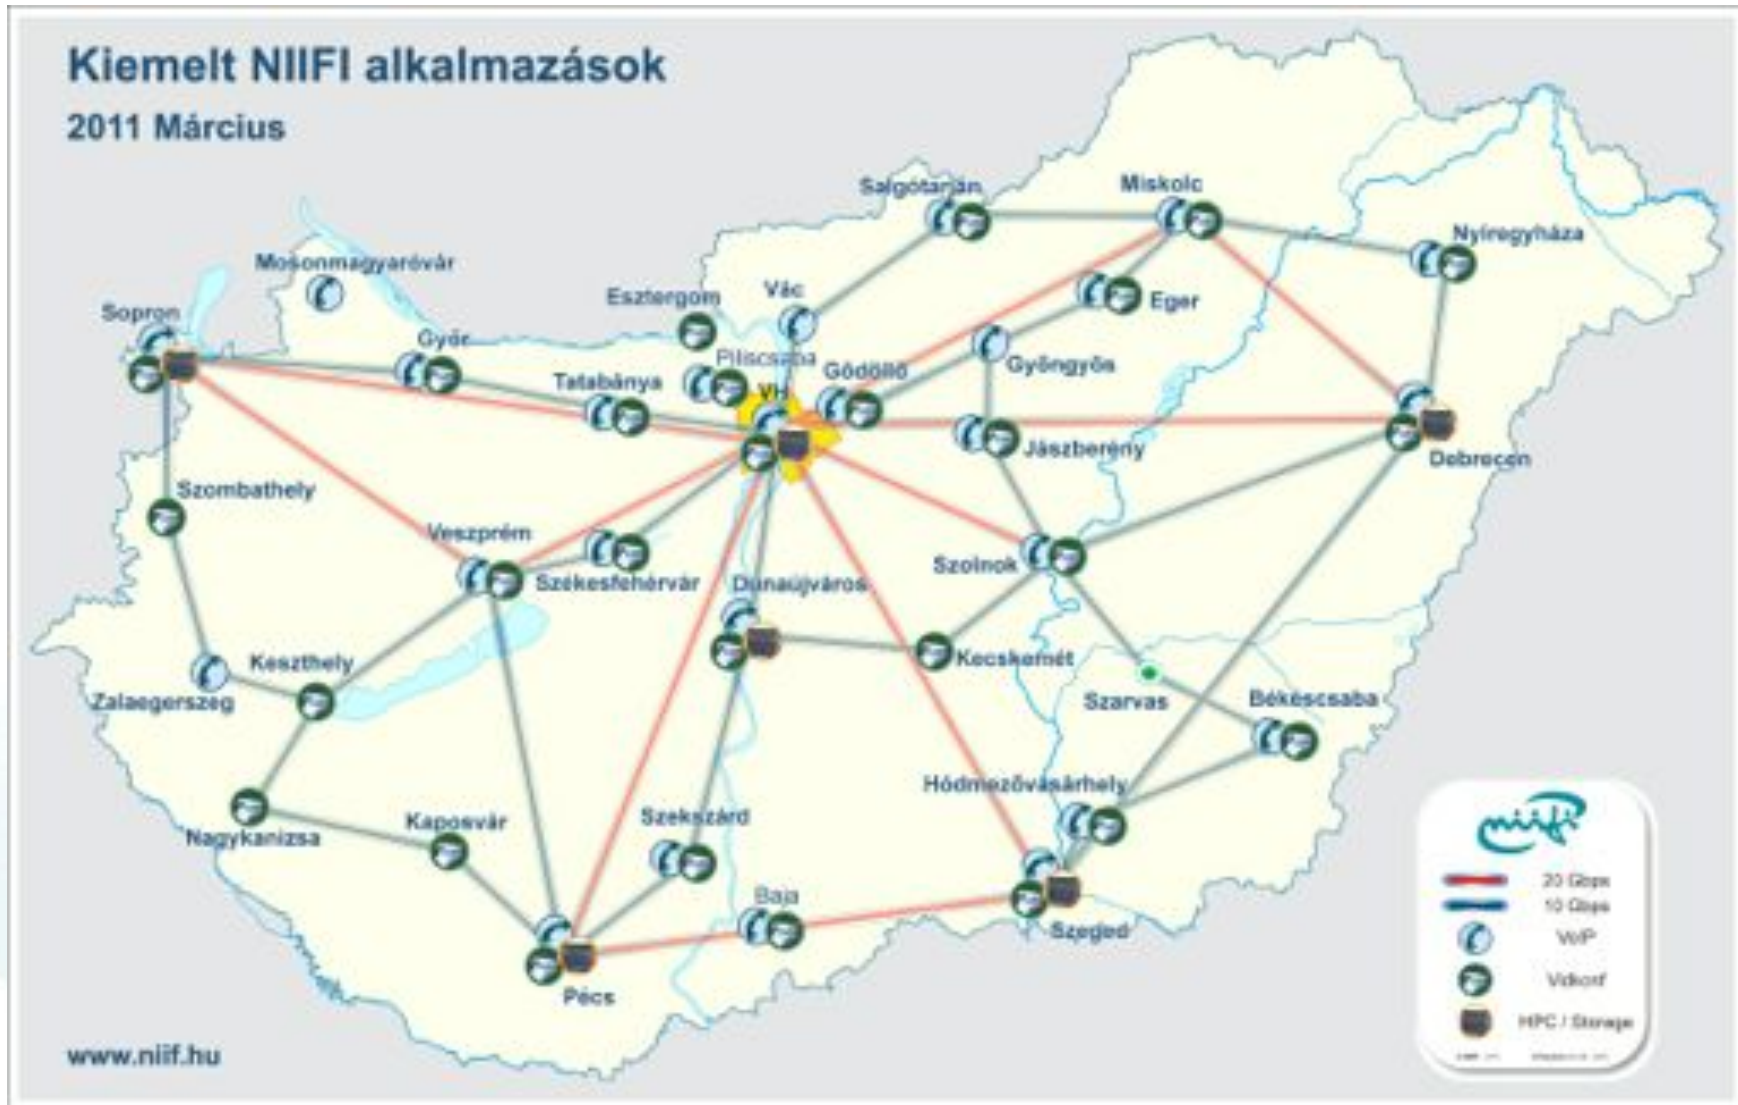 Kiemelt NIIFI alkalmazások
2011 Március
Salgótarján
Miskolc
Nyíregyháza
Mosonmagyaróvár
Esztergom
Vác
Eger
Sopron
Győr
Piliscsaba
Gyöngyös
Tatabánya
VH
Gödöllő
Jászberény
Debrecen
Szombathely
Veszprém
Székesfehérvár
Dunaújváros
Szolnok
Keszthely
Kecskemét
Zalaegerszeg
Szarvas
Békéscsaba
Hódmezővásárhely
Nagykanizsa
Kaposvár
Szekszárd
Baja
Szeged
Pécs
niifi
20 Gbps
10 Gbps
VoIP
Vidkonf
HPC / Storage
www.niif.hu